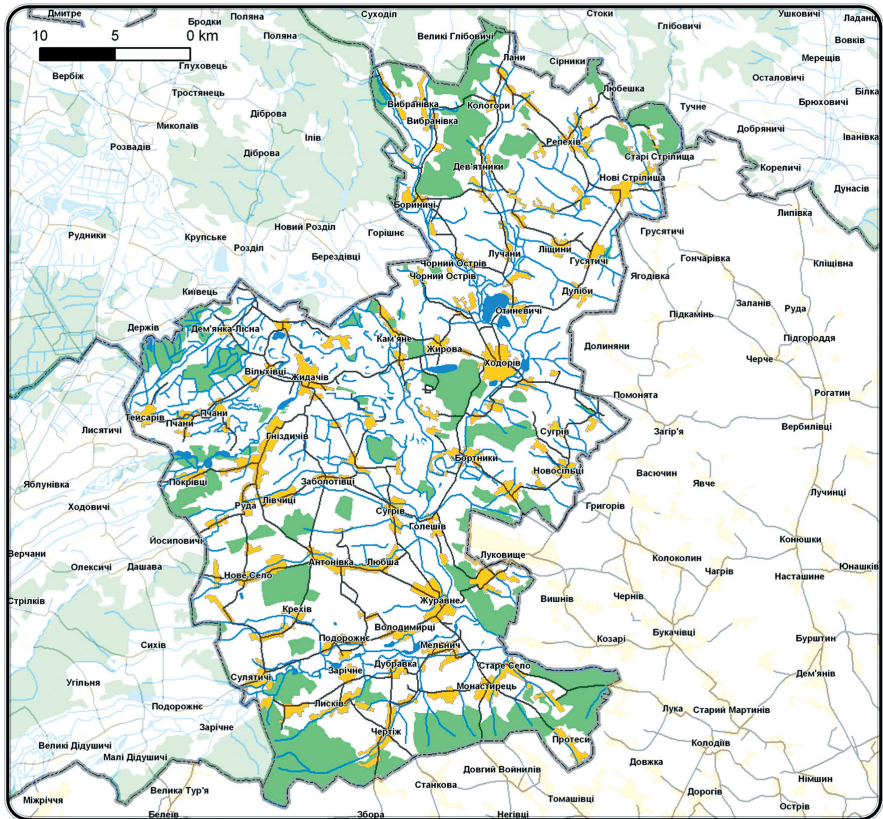 Дмитре
Бродки
Поляна
Суходіл
Стоки
Ушковичі
Ладанці
Глібовичі
10 5 0 km
Поляна
Великі Глібовичі
Вовків
Глуховець
Лани
Сірники
Мерещів
Вербіж
Осталовичі
Тростянець
Любешка
Білка
Вибранівка
Кологори
Тучне
Брюховичі
Діброва
Вибранівка
Миколаїв
Добряничі
Іванівка
Іпів
Репехів
Розвадів
Діброва
Старі Стрілища
Дев'ятники
Кореличі
Нові Стрілища
Дунасів
Бориничі
Липівка
Новий Розділ
Горішнє
Грусятичі
Рудники
Крупське
Розділ
Лучани
Ліщини
Гончарівка
Берездівці
Гусятичі
Кліщівна
Чорний Острів
Чорний Острів
Ягодівка
Київець
Дуліби
Заланів
Руда
Отиневичі
Підкамінь
Держів
Дем'янка-Лісна
Кам'яне
Підгороддя
Жирова
Долиняни
Черче
Ходорів
Вільхівці
Жидачів
Помонята
Рогатин
Тейсарів
Пчани
Пчани
Вербилівці
Лисятичі
Гніздичів
Сугрів
Загір'я
Бортники
Новосільці
Васючин
Яблунівка
Покрівці
Заболотівці
Явче
Лучинці
Ходовичі
Руда
Лівчиці
Григорів
Сугрів
Голешів
Йосиповичі
Конюшки
Верчани
Луковище
Колоколин
Олексичі
Дашава
Антонівка
Любша
Юнашків
Чагрів
Нове Село
Насташине
Стрілків
Вишнів
Чернів
Журавне
Крехів
Володимирці
Букачівці
Подорожнє
Козарі
Бурштин
Сихів
Мельнич
Дубравка
Старе Село
Зарічне
Дем'янів
Угільня
Сулятичі
Монастирець
Подорожнє
Лисків
Лука
Старий Мартинів
Зарічне
Чертіж
Протеси
Колодіїв
Великі Дідушичі
Малі Дідушичі
Довжка
Довгий Войнилів
Німшин
Станкова
Велика Тур'я
Дорогів
Міжріччя
Томашівці
Острів
Белеїв
Збора
Негівці